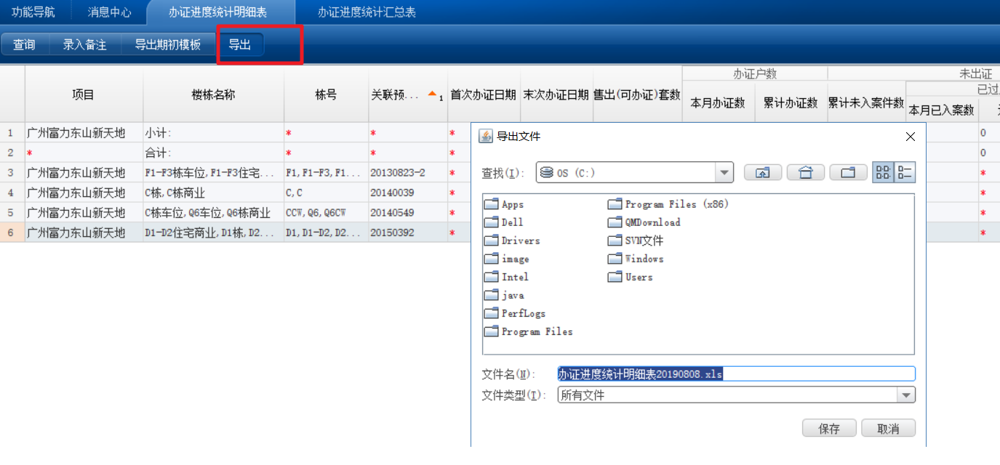 功能导航 消息中心 办证进度统计明细表 办证进度统计汇总表
查询 录入备注 导出期初模板 导出
办证户数 未出证
已过
项目 楼栋名称 栋号 关联预... 1 首次办证日期 末次办证日期 售出(可办证)套数 本月办证数 累计办证数 累计未入案件数 本月已入案数
1 广州富力东山新天地 小计: * * * 0
2 * 合计: * * * 0
3 广州富力东山新天地 F1-F3栋车位,F1-F3住宅... F1,F1-F3,F1... 20130823-2 * *
4 广州富力东山新天地 C栋,C栋商业 C,C 20140039 * *
5 广州富力东山新天地 C栋车位,Q6车位,Q6栋商业 CCW,Q6,Q6CW 20140549 * *
6 广州富力东山新天地 D1-D2住宅商业,D1栋,D2... D1,D1-D2,D2... 20150392 * *
导出文件
查找(I): OS (C:)
Apps Program Files (x86)
Dell QMDownload
Drivers SVN文件
image Windows
Intel Users
java
PerfLogs
Program Files
文件名(N): 办证进度统计明细表20190808.xls
文件类型(T): 所有文件
保存 取消